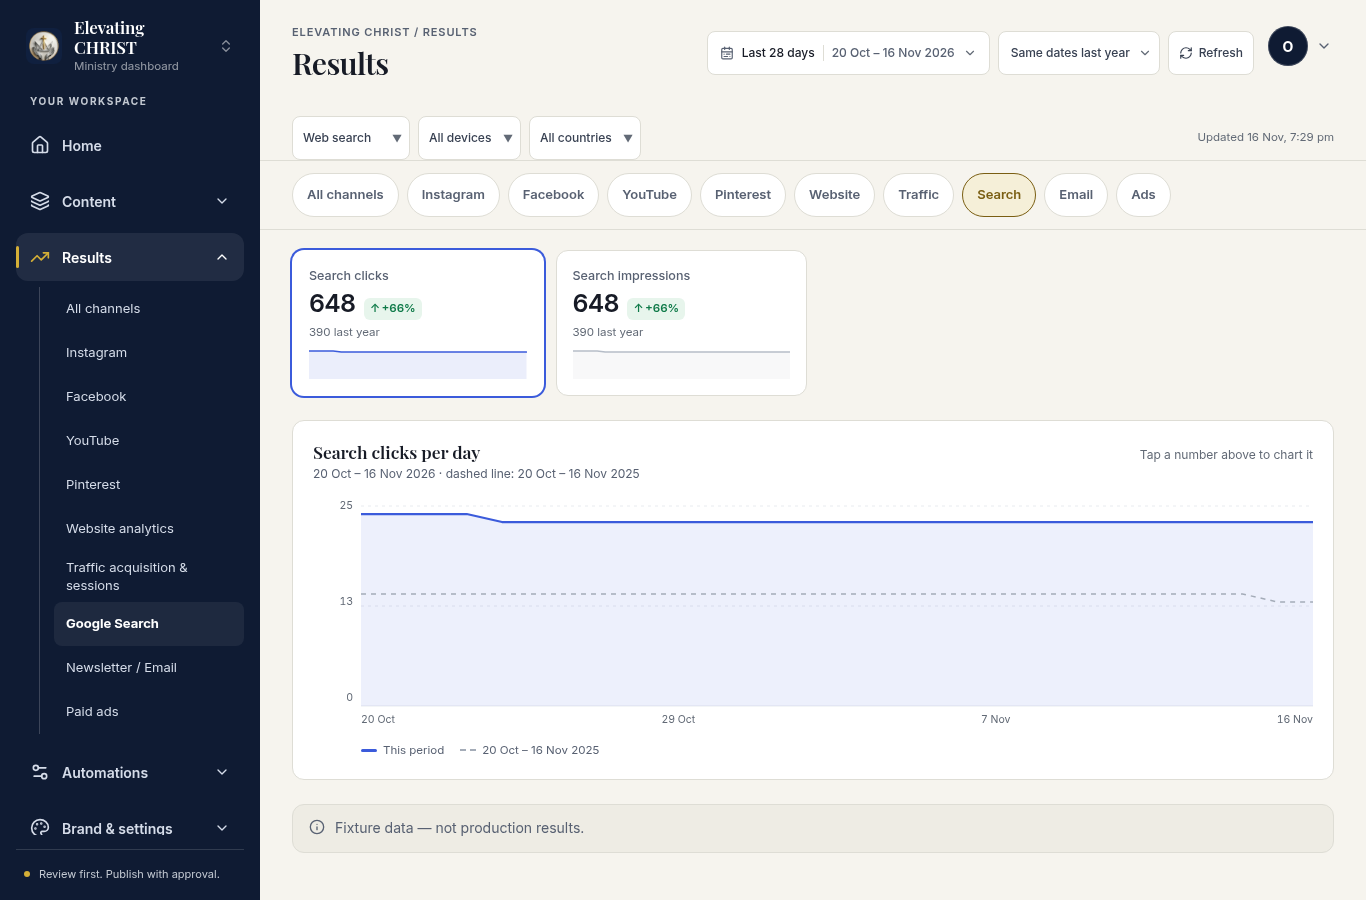 Elevating
CHRIST
Ministry dashboard
YOUR WORKSPACE
Home
Content
Results
All channels
Instagram
Facebook
YouTube
Pinterest
Website analytics
Traffic acquisition &
sessions
Google Search
Newsletter / Email
Paid ads
Automations
Brand & settings
Review first. Publish with approval.
ELEVATING CHRIST / RESULTS
Results
Last 28 days 20 Oct – 16 Nov 2026
Same dates last year
Refresh
O
Web search
All devices
All countries
Updated 16 Nov, 7:29 pm
All channels
Instagram
Facebook
YouTube
Pinterest
Website
Traffic
Search
Email
Ads
Search clicks
648 ↑ +66%
390 last year
Search impressions
648 ↑ +66%
390 last year
Search clicks per day
20 Oct – 16 Nov 2026 · dashed line: 20 Oct – 16 Nov 2025
Tap a number above to chart it
25
13
0
20 Oct
29 Oct
7 Nov
16 Nov
This period
20 Oct – 16 Nov 2025
Fixture data — not production results.